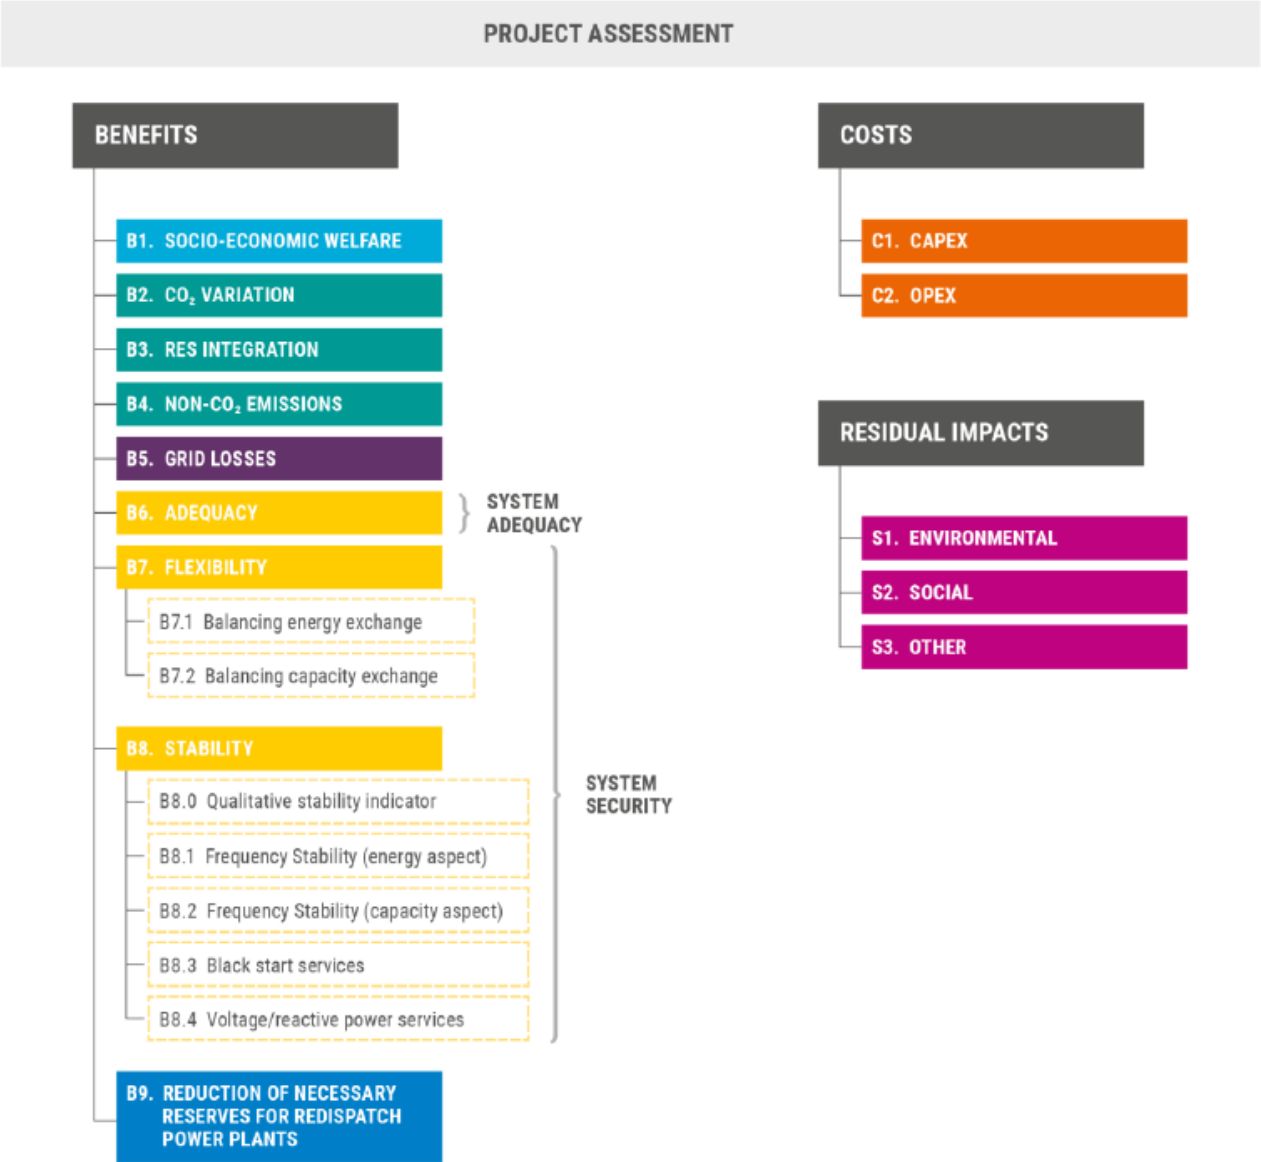 PROJECT ASSESSMENT
BENEFITS
B1. SOCIO-ECONOMIC WELFARE
B2. CO₂ VARIATION
B3. RES INTEGRATION
B4. NON-CO₂ EMISSIONS
B5. GRID LOSSES
B6. ADEQUACY
SYSTEM
ADEQUACY
B7. FLEXIBILITY
B7.1 Balancing energy exchange
B7.2 Balancing capacity exchange
B8. STABILITY
B8.0 Qualitative stability indicator
B8.1 Frequency Stability (energy aspect)
B8.2 Frequency Stability (capacity aspect)
B8.3 Black start services
B8.4 Voltage/reactive power services
SYSTEM
SECURITY
B9. REDUCTION OF NECESSARY
RESERVES FOR REDISPATCH
POWER PLANTS
COSTS
C1. CAPEX
C2. OPEX
RESIDUAL IMPACTS
S1. ENVIRONMENTAL
S2. SOCIAL
S3. OTHER